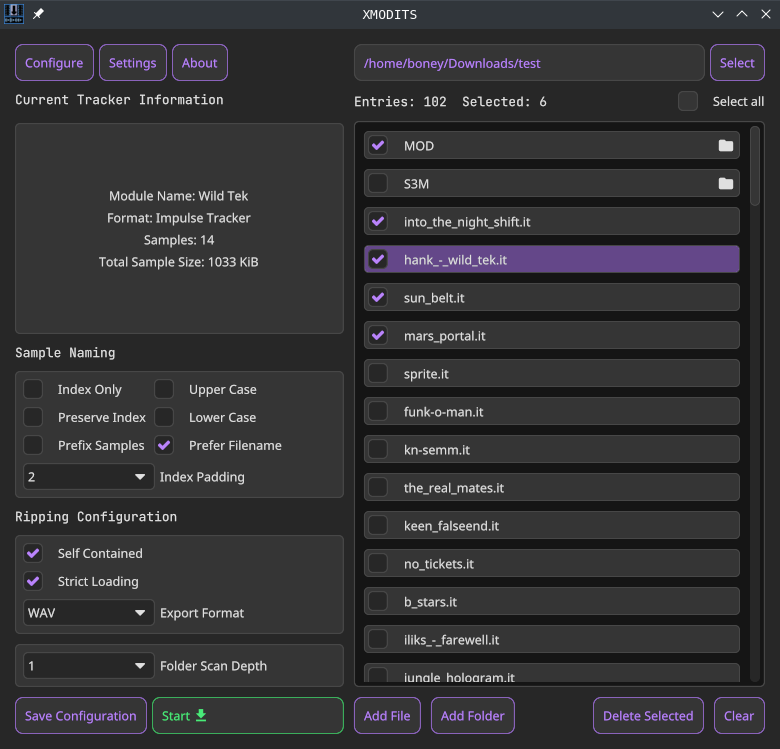 XMODITS
Configure Settings About
/home/boney/Downloads/test Select
Current Tracker Information
Entries: 102 Selected: 6 Select all
Module Name: Wild Tek
Format: Impulse Tracker
Samples: 14
Total Sample Size: 1033 KiB
Sample Naming
Index Only Upper Case
Preserve Index Lower Case
Prefix Samples Prefer Filename
2 Index Padding
Ripping Configuration
Self Contained
Strict Loading
WAV Export Format
1 Folder Scan Depth
Save Configuration Start
MOD
S3M
into_the_night_shift.it
hank_-_wild_tek.it
sun_belt.it
mars_portal.it
sprite.it
funk-o-man.it
kn-semm.it
the_real_mates.it
keen_falseend.it
no_tickets.it
b_stars.it
iliks_-_farewell.it
jungle_hologram.it
Add File Add Folder Delete Selected Clear